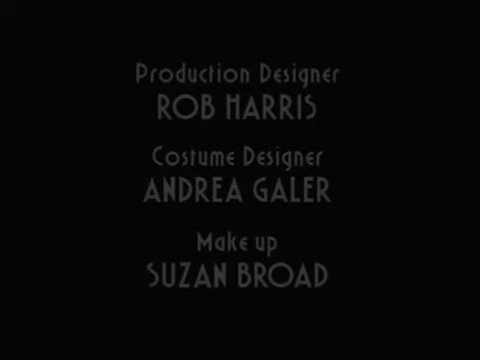 Production Designer
ROB HARRIS
Costume Designer
ANDREA GALER
Make up
SUZAN BROAD